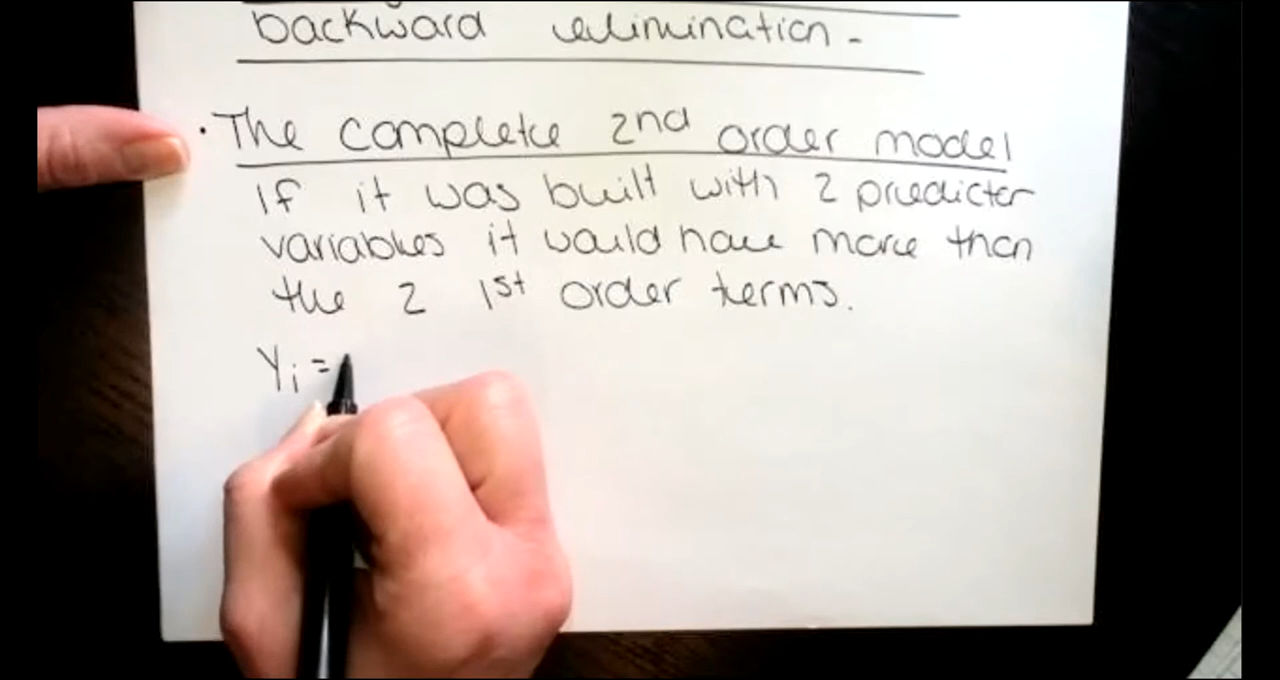 backward elimination -
· The complete 2nd order model
If it was built with 2 predicter
variables it would have more than
the 2 1st order terms.
Yi =